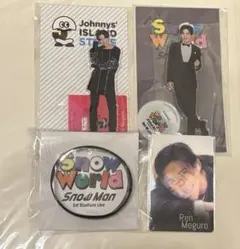 Johnnys'
ISLAND
STORE
Snow
World
Snow
World
Snow Man
1st Stadium Live
Ren
Meguro